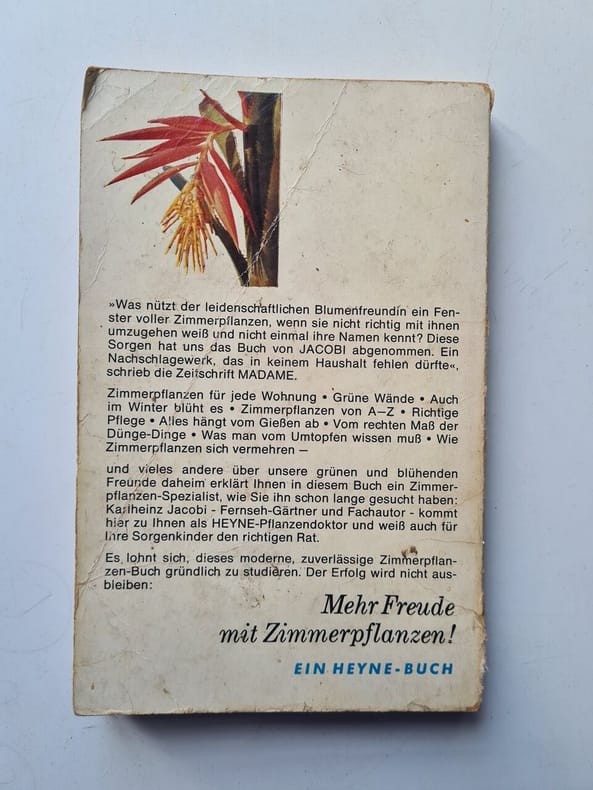 »Was nützt der leidenschaftlichen Blumenfreundin ein Fen-
ster voller Zimmerpflanzen, wenn sie nicht richtig mit ihnen
umzugehen weiß und nicht einmal ihre Namen kennt? Diese
Sorgen hat uns das Buch von JACOBI abgenommen. Ein
Nachschlagewerk, das in keinem Haushalt fehlen dürfte«,
schrieb die Zeitschrift MADAME.
Zimmerpflanzen für jede Wohnung • Grüne Wände • Auch
im Winter blüht es • Zimmerpflanzen von A–Z • Richtige
Pflege • Alles hängt vom Gießen ab • Vom rechten Maß der
Dünge-Dinge • Was man vom Umtopfen wissen muß • Wie
Zimmerpflanzen sich vermehren —
und vieles andere über unsere grünen und blühenden
Freunde daheim erklärt Ihnen in diesem Buch ein Zimmer-
pflanzen-Spezialist, wie Sie ihn schon lange gesucht haben:
Karlheinz Jacobi - Fernseh-Gärtner und Fachautor - kommt
hier zu Ihnen als HEYNE-Pflanzendoktor und weiß auch für
Ihre Sorgenkinder den richtigen Rat.
Es lohnt sich, dieses moderne, zuverlässige Zimmerpflan-
zen-Buch gründlich zu studieren. Der Erfolg wird nicht aus-
bleiben:
Mehr Freude
mit Zimmerpflanzen!
EIN HEYNE-BUCH